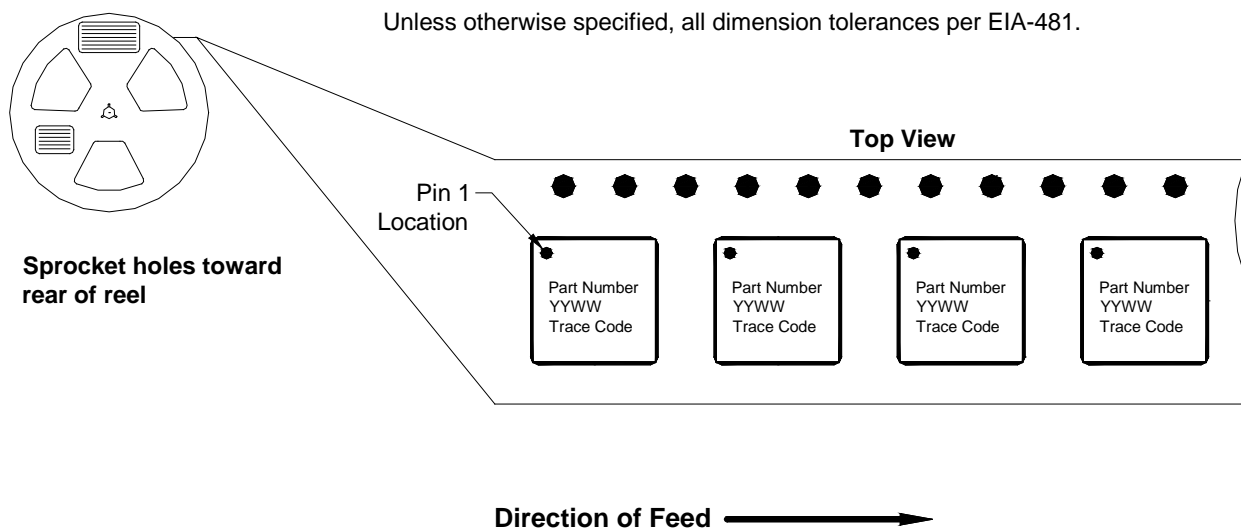 Unless otherwise specified, all dimension tolerances per EIA-481.
Top View
Pin 1
Location
Sprocket holes toward
rear of reel
Part Number
YYWW
Trace Code
Part Number
YYWW
Trace Code
Part Number
YYWW
Trace Code
Part Number
YYWW
Trace Code
Direction of Feed